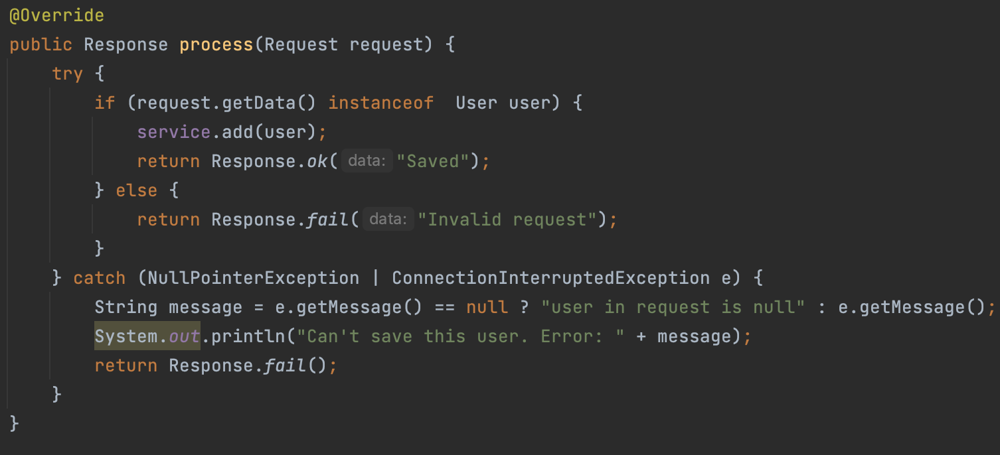 @Override
public Response process(Request request) {
    try {
        if (request.getData() instanceof  User user) {
            service.add(user);
            return Response.ok( data: "Saved");
        } else {
            return Response.fail( data: "Invalid request");
        }
    } catch (NullPointerException | ConnectionInterruptedException e) {
        String message = e.getMessage() == null ? "user in request is null" : e.getMessage();
        System.out.println("Can't save this user. Error: " + message);
        return Response.fail();
    }
}